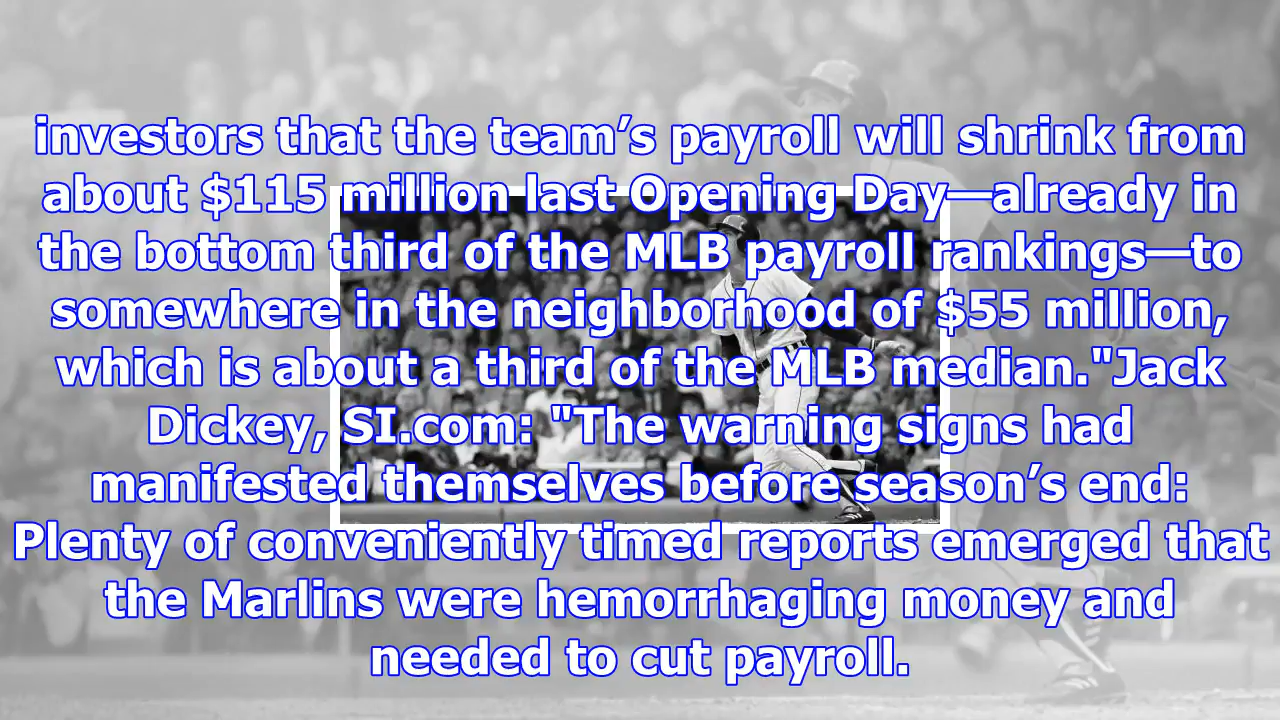 investors that the team’s payroll will shrink from
about $115 million last Opening Day—already in
the bottom third of the MLB payroll rankings—to
somewhere in the neighborhood of $55 million,
which is about a third of the MLB median."Jack
Dickey, SI.com: "The warning signs had
manifested themselves before season’s end:
Plenty of conveniently timed reports emerged that
the Marlins were hemorrhaging money and
needed to cut payroll.